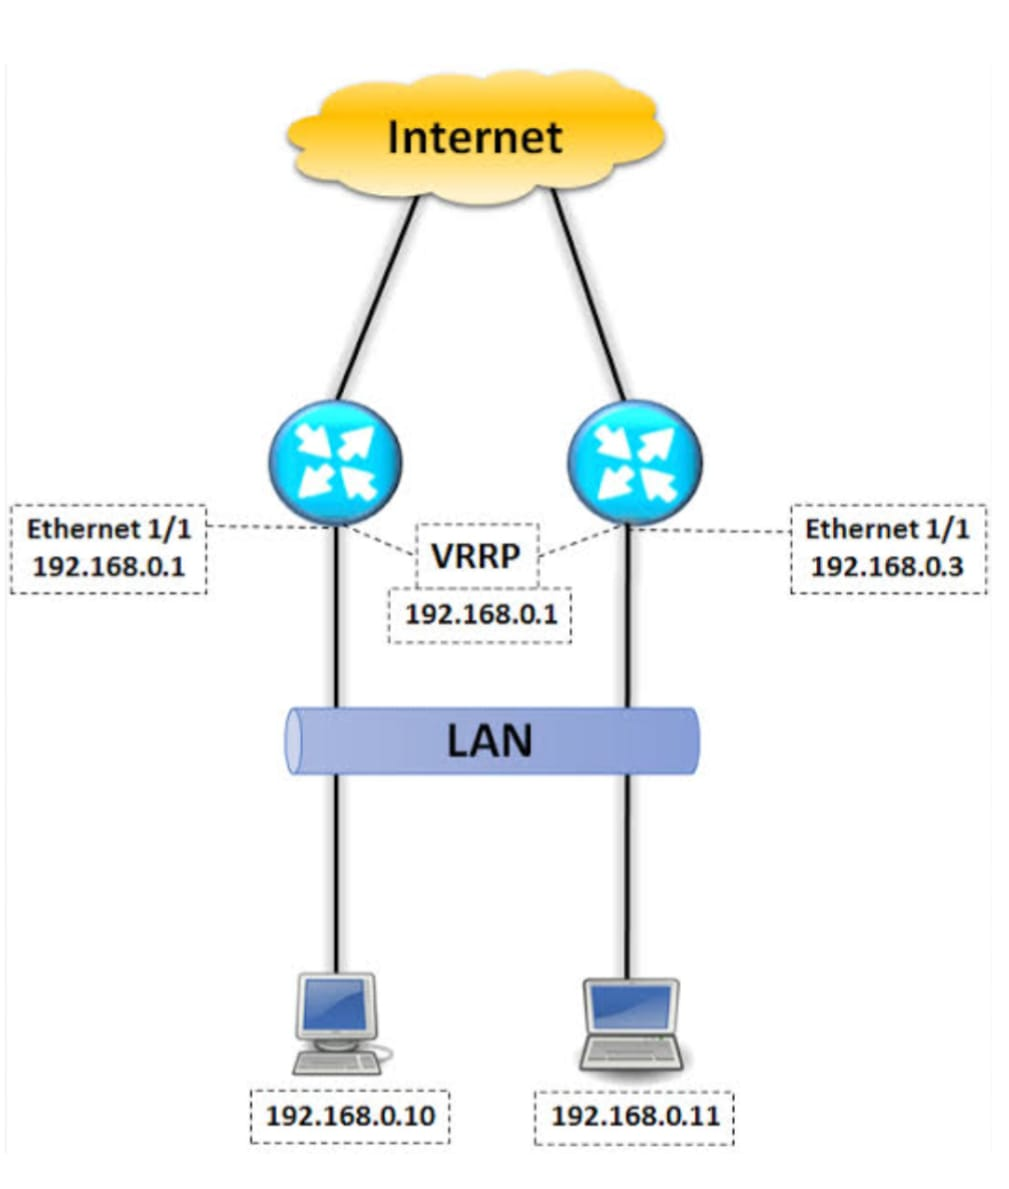 Internet
Ethernet 1/1
192.168.0.1
VRRP
192.168.0.1
Ethernet 1/1
192.168.0.3
LAN
192.168.0.10
192.168.0.11